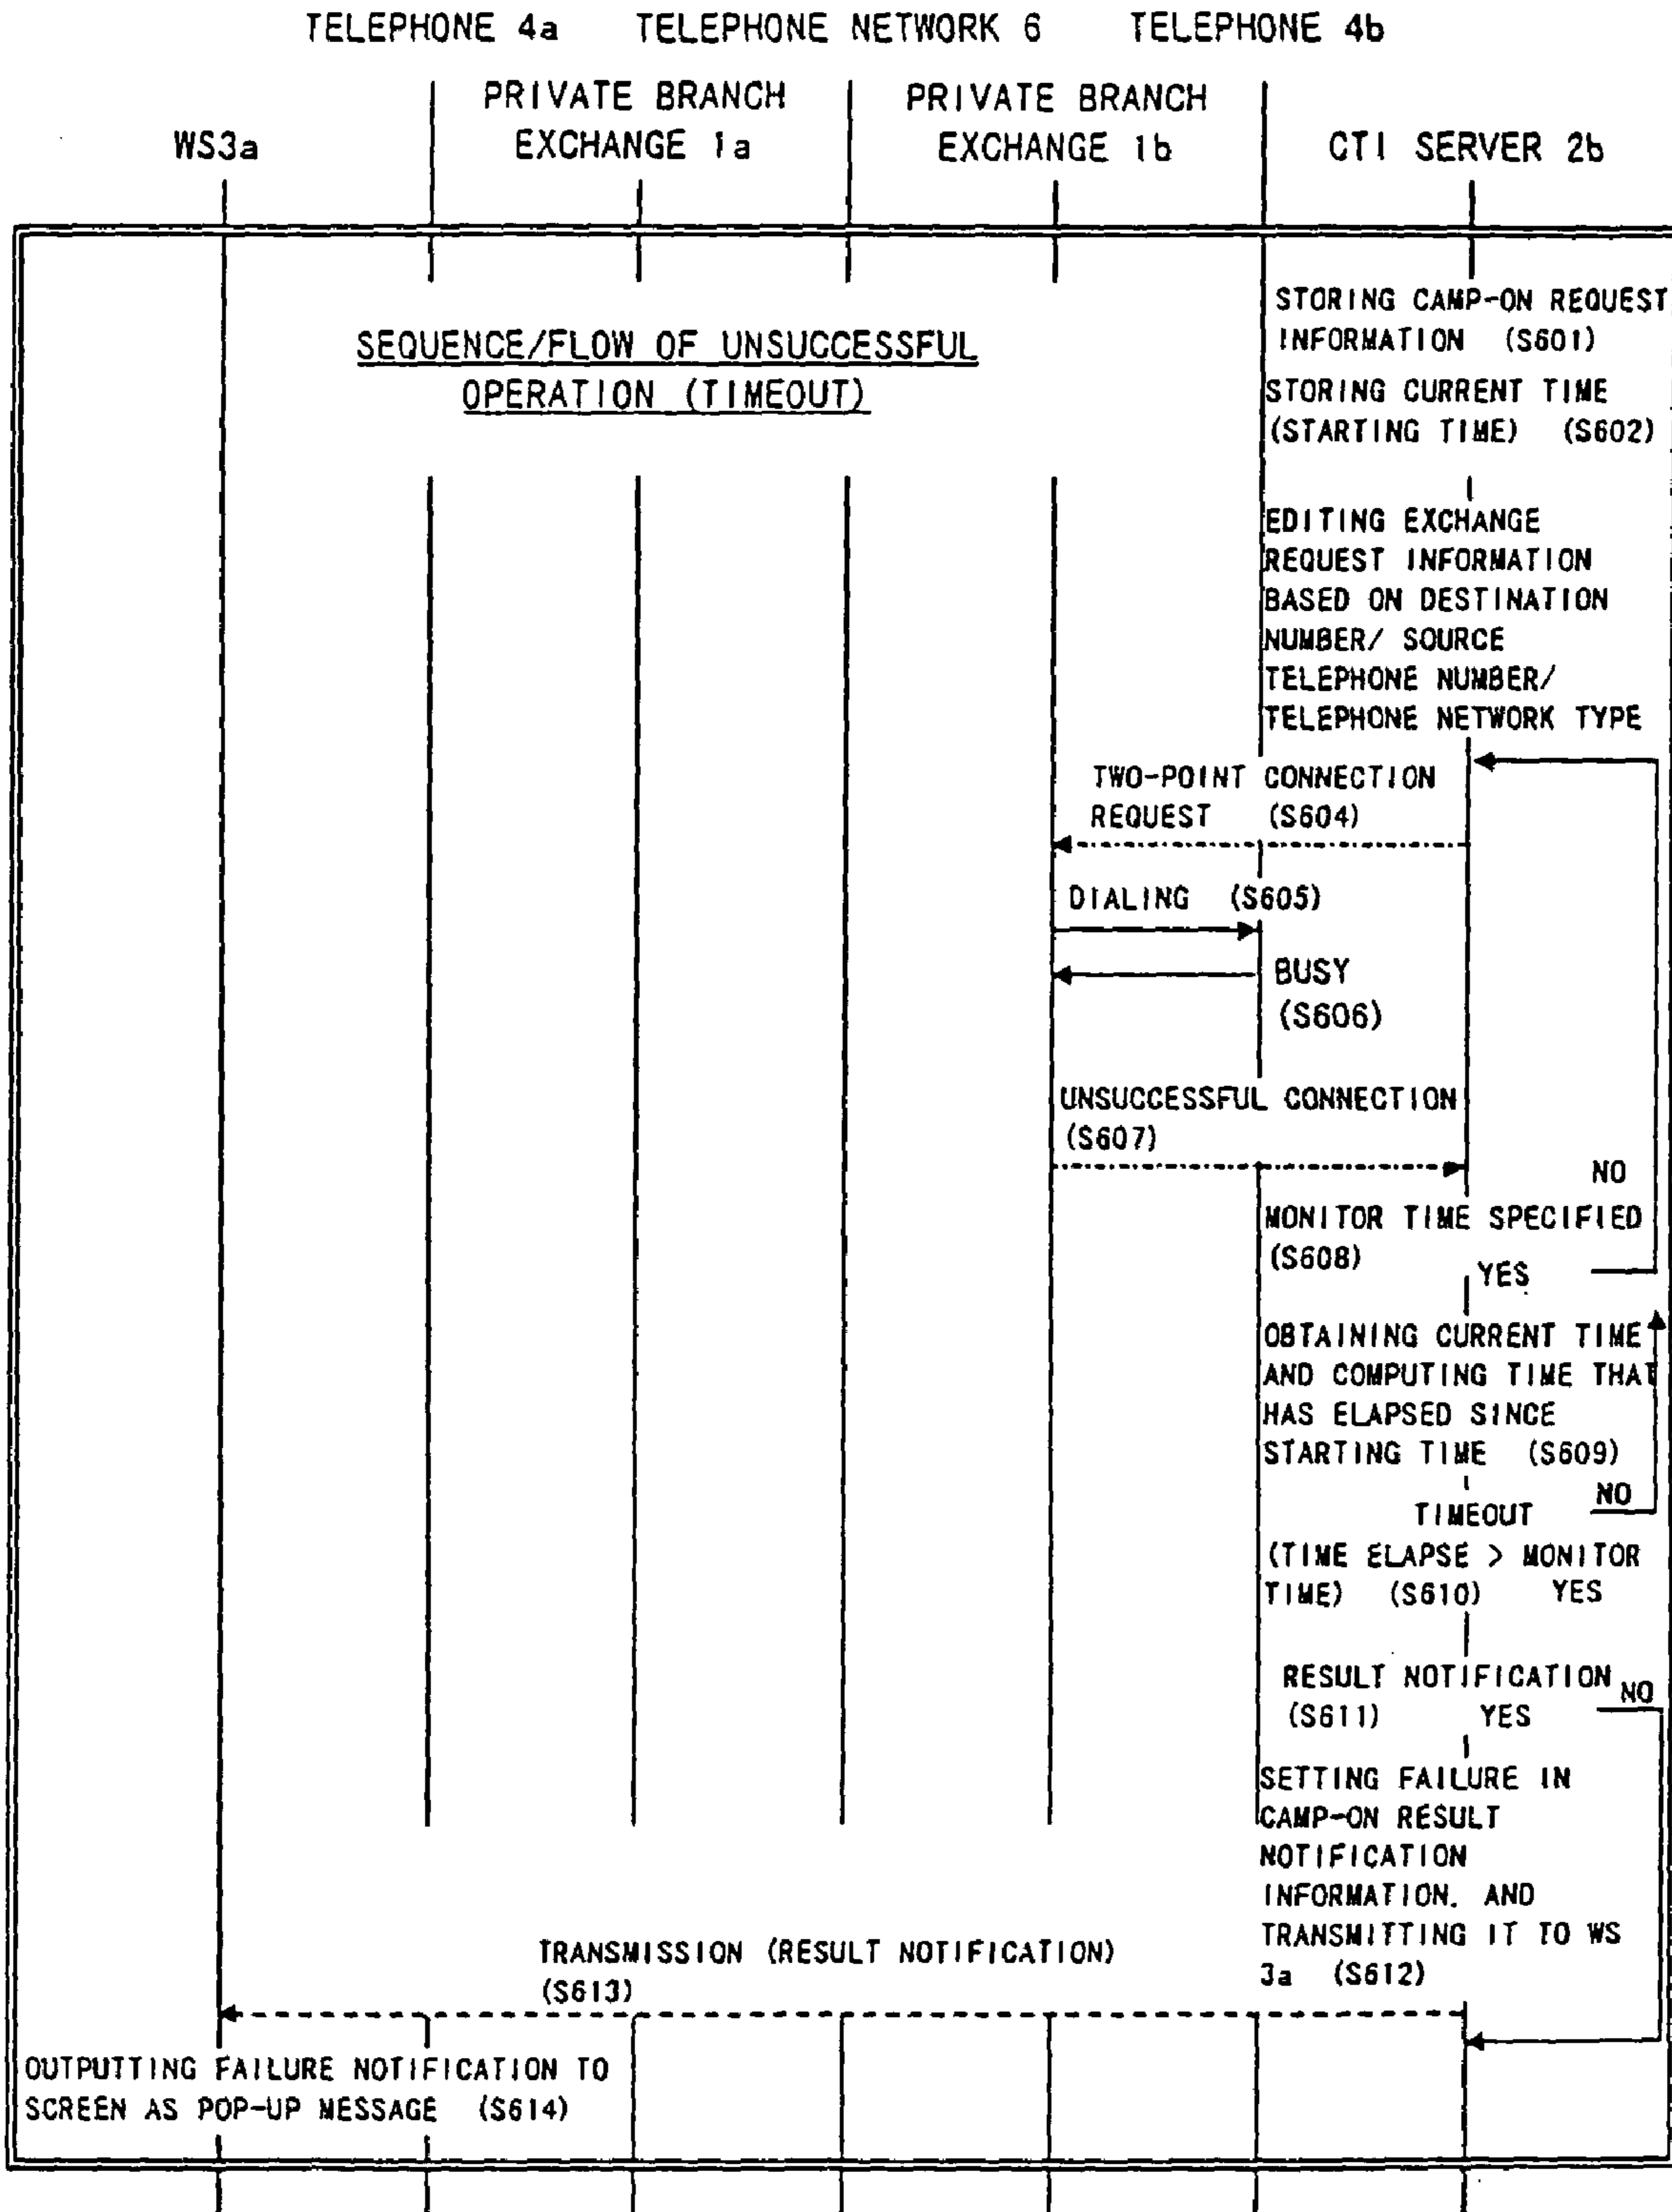 TELEPHONE 4a TELEPHONE NETWORK 6 TELEPHONE 4b
WS3a
PRIVATE BRANCH
EXCHANGE 1a
PRIVATE BRANCH
EXCHANGE 1b
CTI SERVER 2b
SEQUENCE/FLOW OF UNSUCCESSFUL
OPERATION (TIMEOUT)
STORING CAMP-ON REQUEST
INFORMATION (S601)
STORING CURRENT TIME
(STARTING TIME) (S602)
EDITING EXCHANGE
REQUEST INFORMATION
BASED ON DESTINATION
NUMBER/ SOURCE
TELEPHONE NUMBER/
TELEPHONE NETWORK TYPE
TWO-POINT CONNECTION
REQUEST (S604)
DIALING (S605)
BUSY
(S606)
UNSUCCESSFUL CONNECTION
(S607)
NO
MONITOR TIME SPECIFIED
(S608)
YES
OBTAINING CURRENT TIME
AND COMPUTING TIME THAT
HAS ELAPSED SINCE
STARTING TIME (S609)
NO
TIMEOUT
(TIME ELAPSE > MONITOR
TIME) (S610) YES
RESULT NOTIFICATION NO
(S611) YES
SETTING FAILURE IN
CAMP-ON RESULT
NOTIFICATION
INFORMATION. AND
TRANSMITTING IT TO WS
3a (S612)
TRANSMISSION (RESULT NOTIFICATION)
(S613)
OUTPUTTING FAILURE NOTIFICATION TO
SCREEN AS POP-UP MESSAGE (S614)